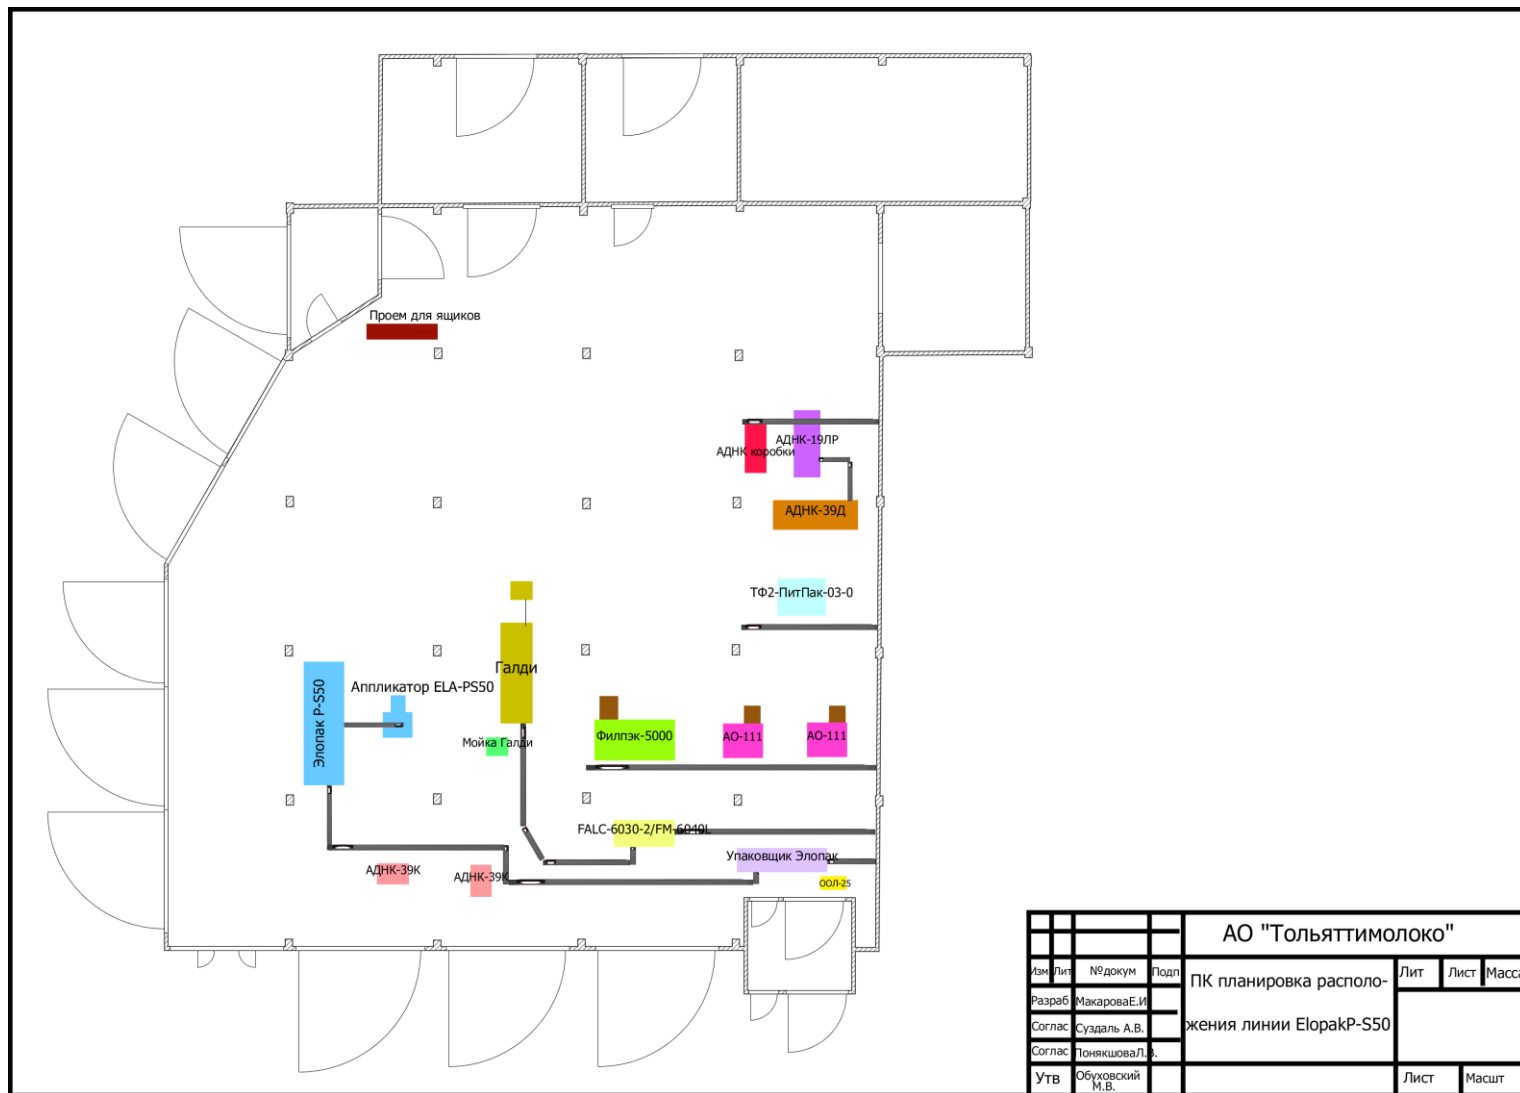 Проем для ящиков
АДНК-19ЛР
АДНК коробки
АДНК-39Д
ТФ2-ПитПак-03-0
Галди
Аппликатор ELA-PS50
Элопак P-S50
Мойка Галди
Филпэк-5000
АО-111
АО-111
FALC-6030-2/FM-6040L
Упаковщик Элопак
АДНК-39К
АДНК-39К
ООЛ-25
АО "Тольяттимолоко"
Изм Лит №докум Подп
ПК планировка располо-
жения линии ElopakP-S50
Лит Лист Масса
Разраб МакароваЕ.И
Соглас Суздаль А.В.
Соглас ПонякшоваЛ.В.
Утв Обуховский
М.В.
Лист Масшт